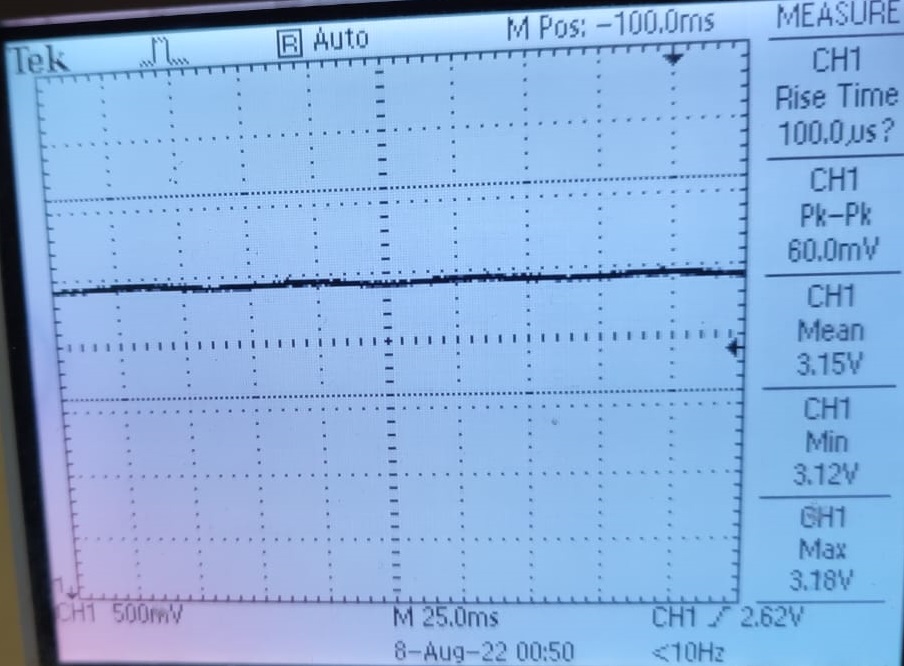 Tek R Auto M Pos: -100.0ms MEASURE
CH1
Rise Time
100.0µs?
CH1
Pk-Pk
60.0mV
CH1
Mean
3.15V
CH1
Min
3.12V
CH1
Max
3.18V
1
CH1 500mV M 25.0ms CH1 2.62V
8-Aug-22 00:50 <10Hz